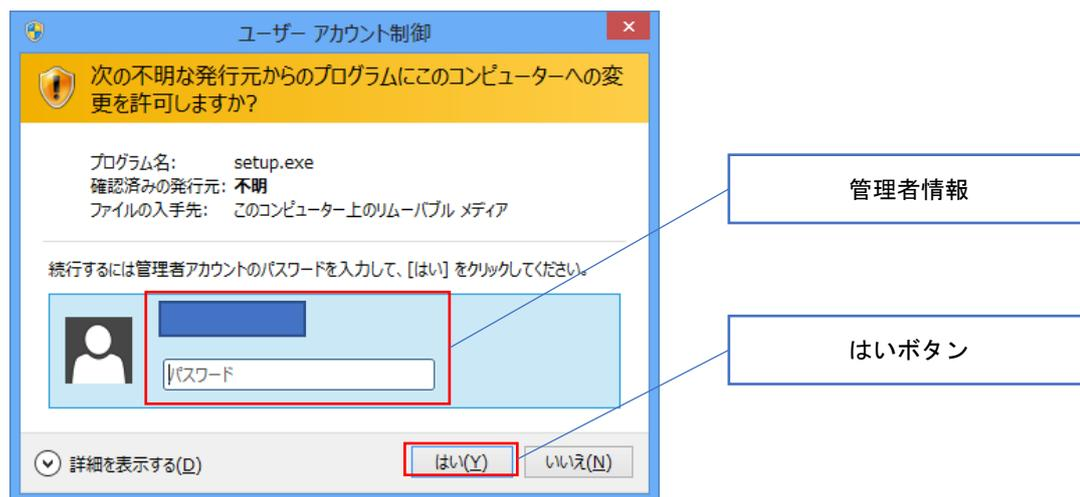 ユーザー アカウント制御
次の不明な発行元からのプログラムにこのコンピューターへの変
更を許可しますか?
プログラム名: setup.exe
確認済みの発行元: 不明
ファイルの入手先: このコンピューター上のリムーバブル メディア
続行するには管理者アカウントのパスワードを入力して、[はい] をクリックしてください。
パスワード
詳細を表示する(D)
はい(Y)
いいえ(N)
管理者情報
はいボタン